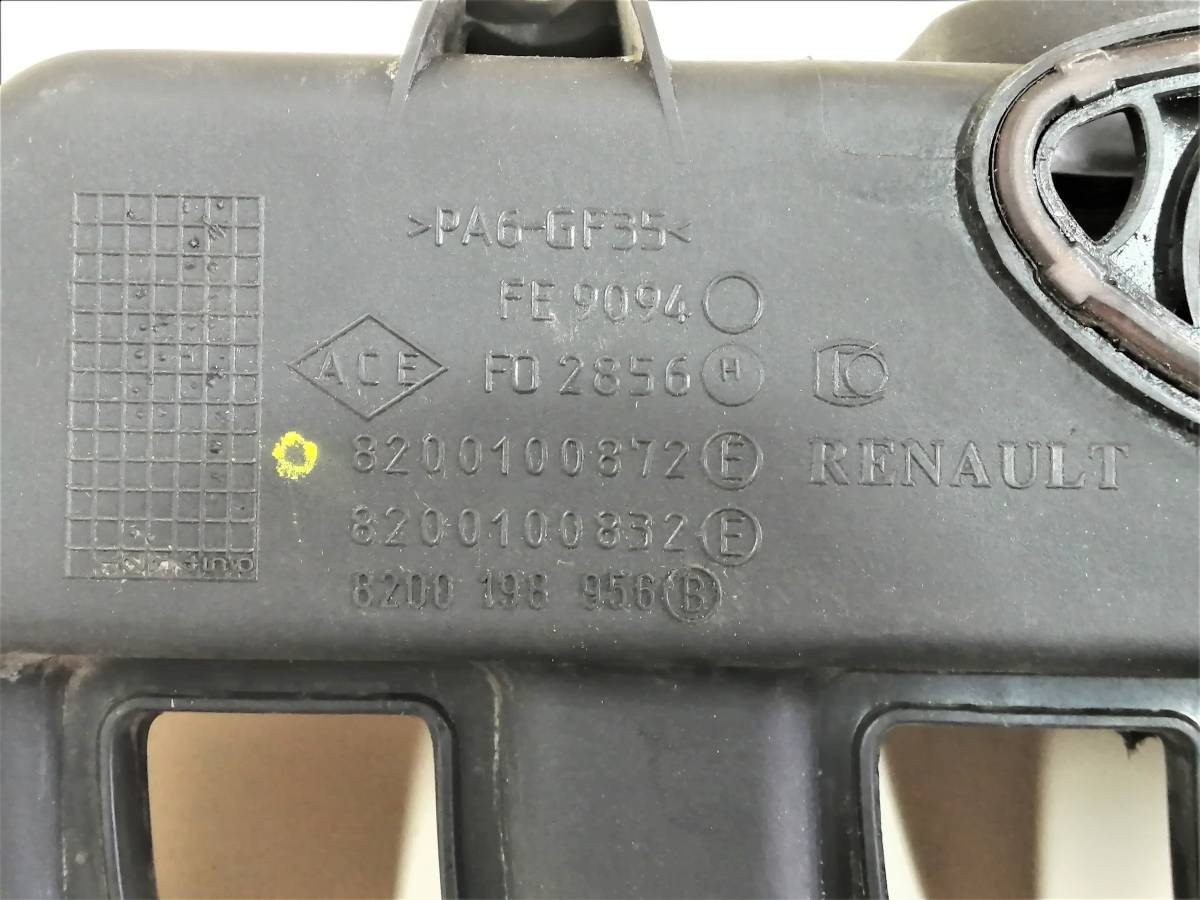 >PA6-GF35<
FE 9094
ACE FO 2856 H
8200100872 E RENAULT
8200100832 E
8200 198 956 B